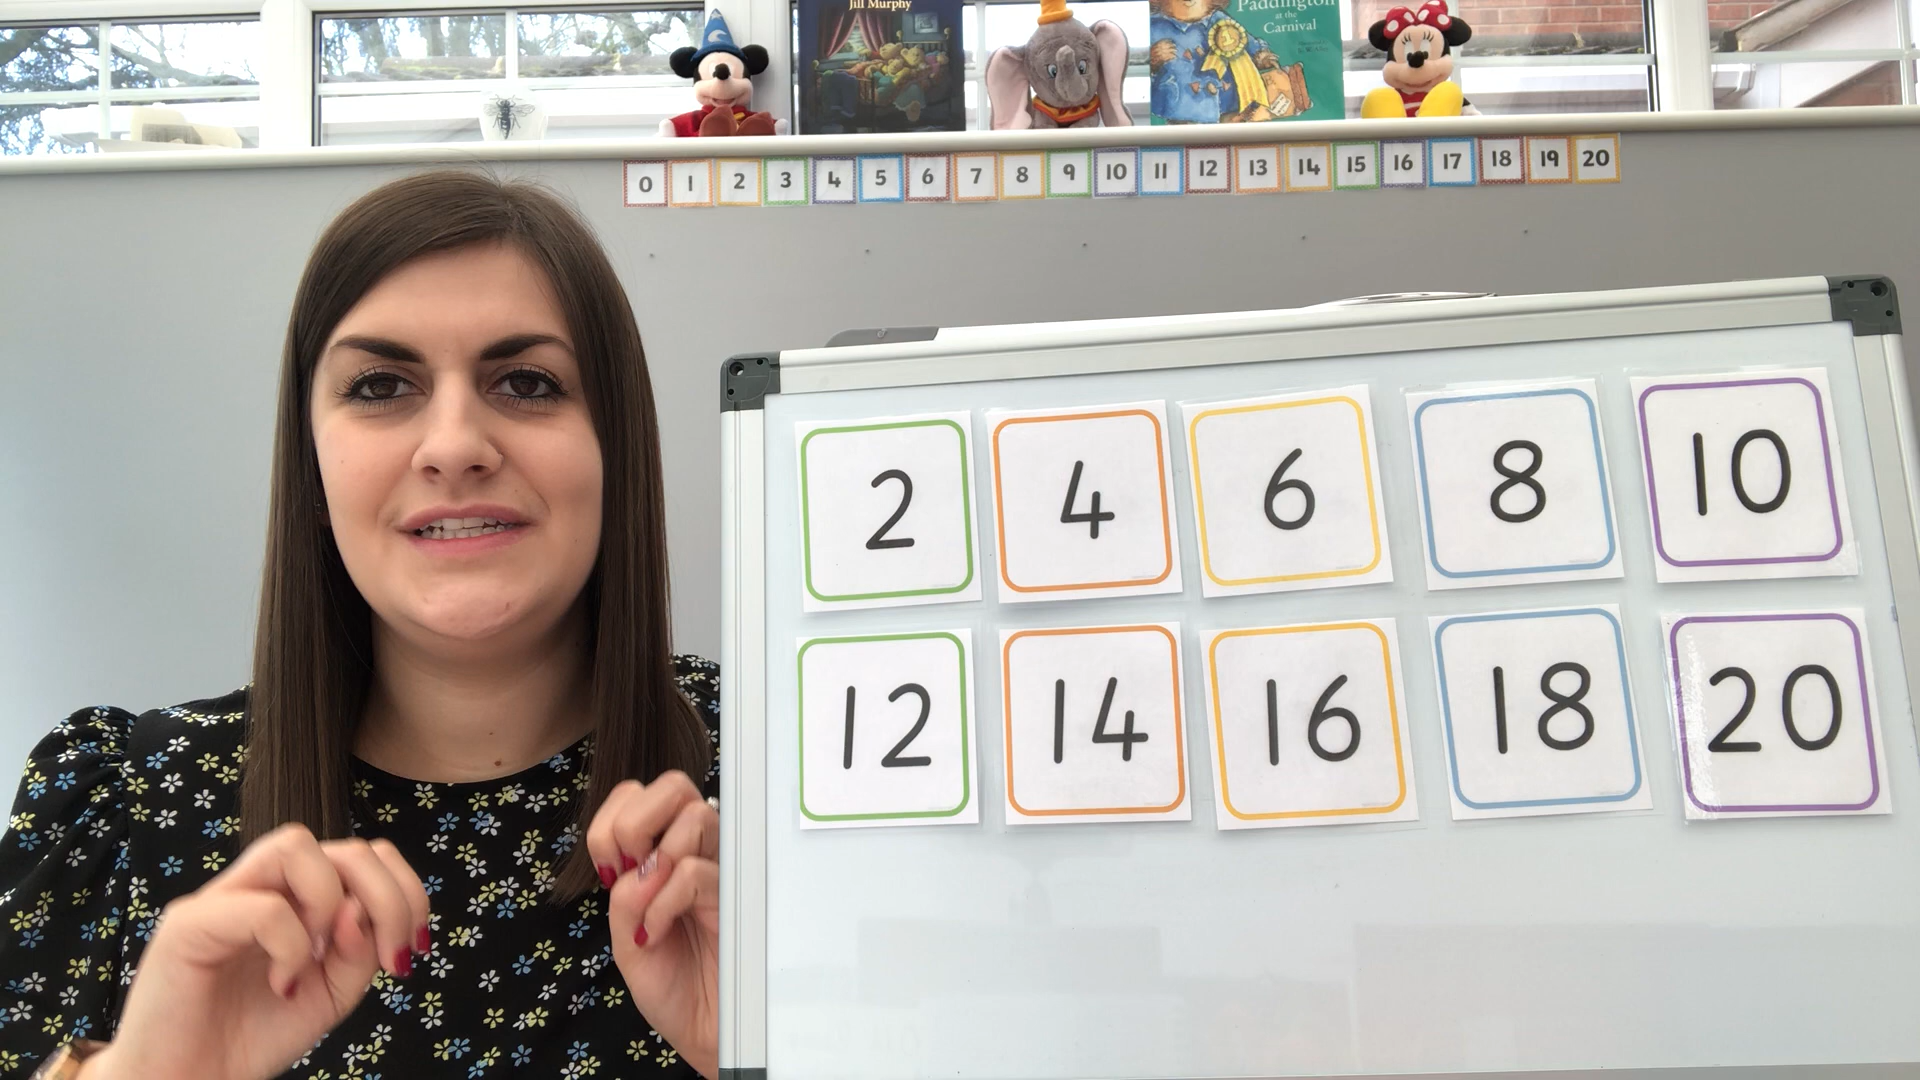 Jill Murphy
Paddington
at the
Carnival
0 1 2 3 4 5 6 7 8 9 10 11 12 13 14 15 16 17 18 19 20
2 4 6 8 10
12 14 16 18 20